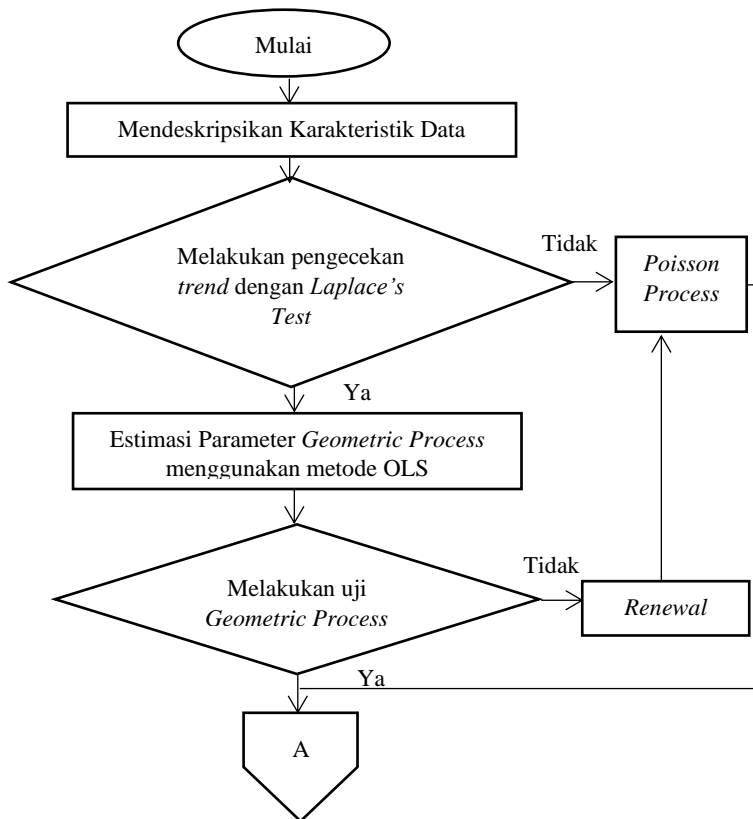 Mulai
Mendeskripsikan Karakteristik Data
Melakukan pengecekan
trend dengan Laplace’s
Test
Tidak
Poisson
Process
Ya
Estimasi Parameter Geometric Process
menggunakan metode OLS
Melakukan uji
Geometric Process
Tidak
Renewal
Ya
A